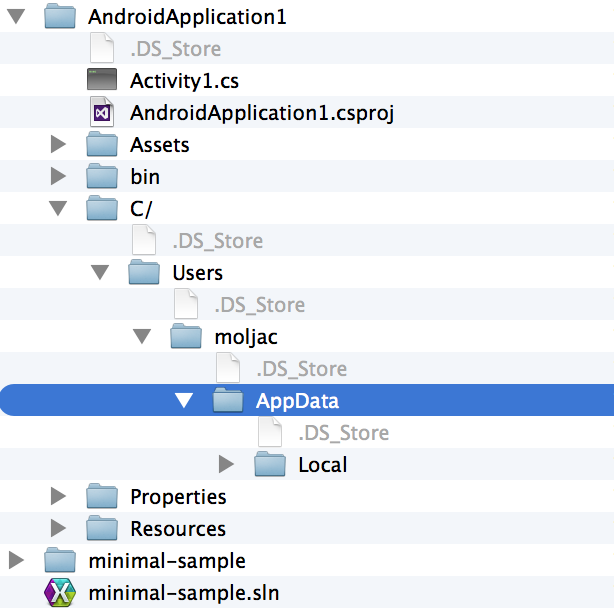 AndroidApplication1
.DS_Store
Activity1.cs
AndroidApplication1.csproj
Assets
bin
C/
.DS_Store
Users
.DS_Store
moljac
.DS_Store
AppData
.DS_Store
Local
Properties
Resources
minimal-sample
minimal-sample.sln